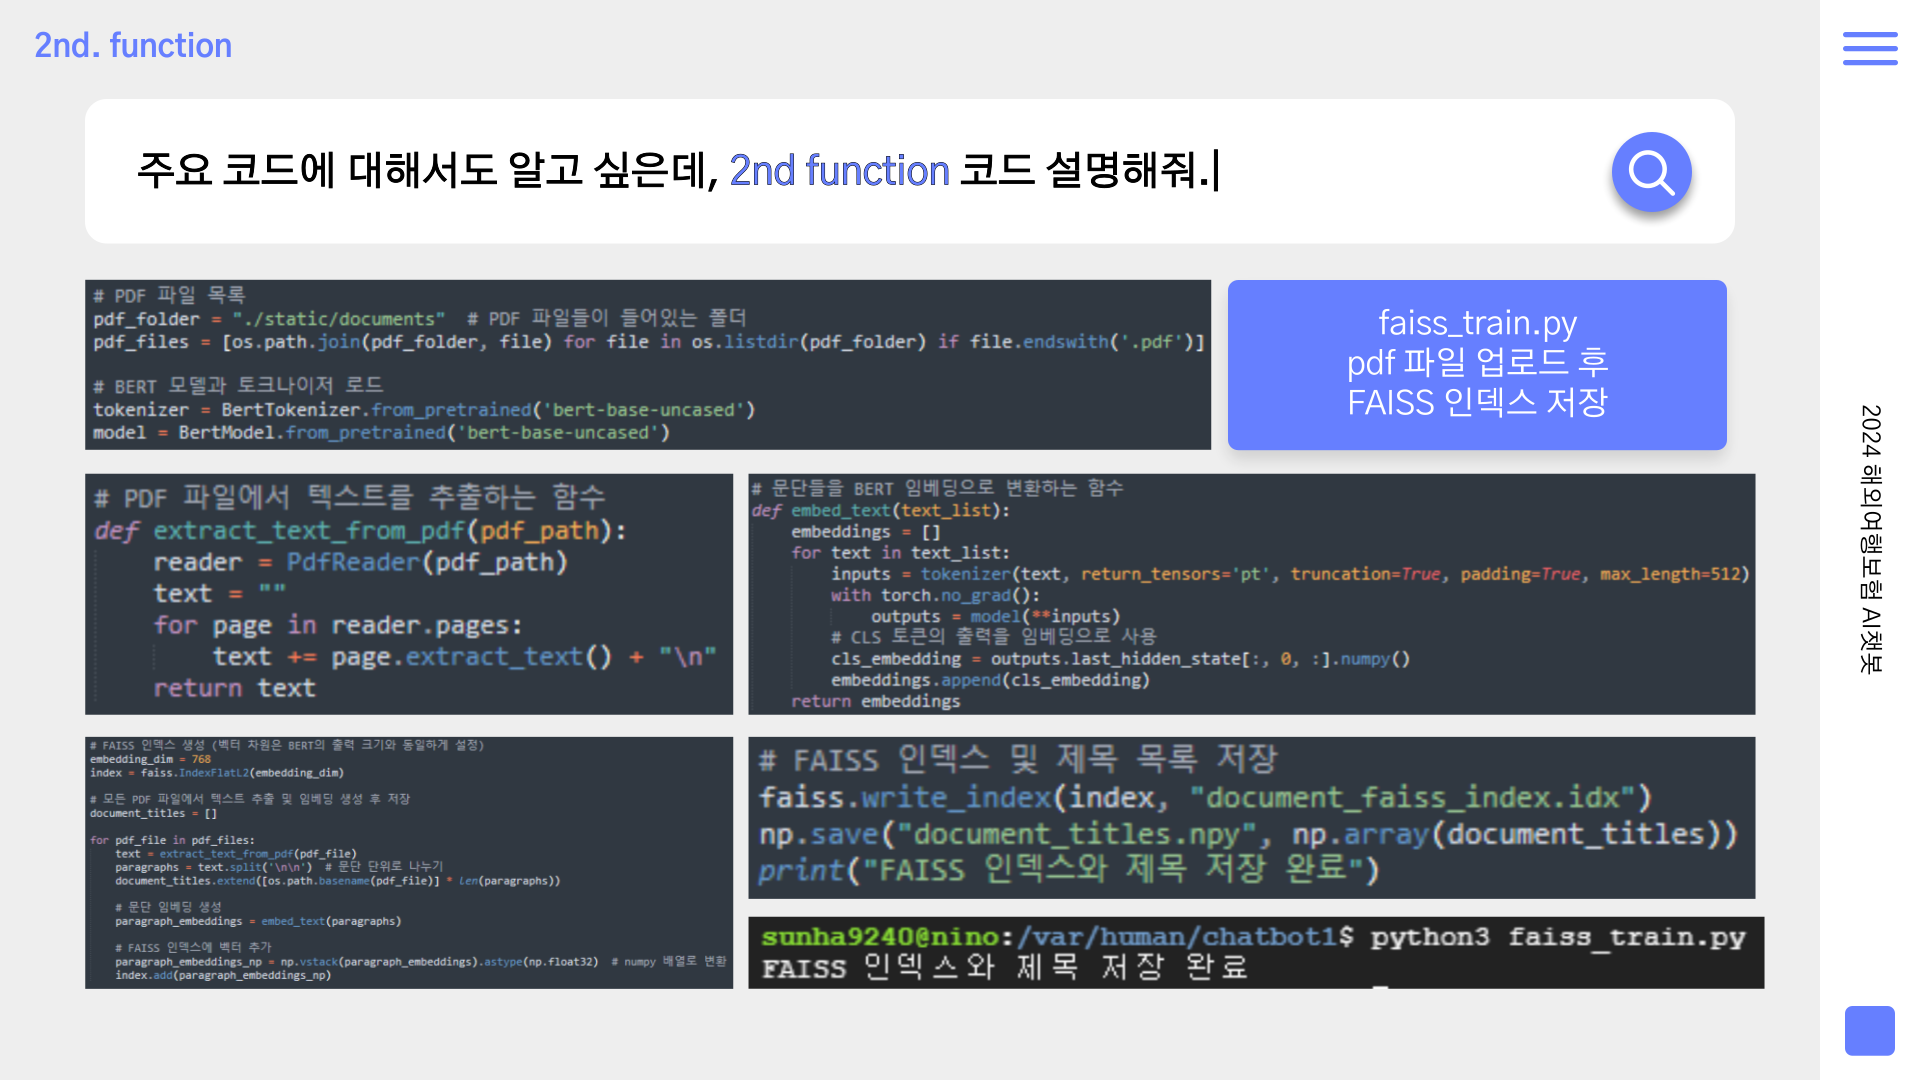 2nd. function
주요 코드에 대해서도 알고 싶은데, 2nd function 코드 설명해줘.
# PDF 파일 목록
pdf_folder = "./static/documents"  # PDF 파일들이 들어있는 폴더
pdf_files = [os.path.join(pdf_folder, file) for file in os.listdir(pdf_folder) if file.endswith('.pdf')]
# BERT 모델과 토크나이저 로드
tokenizer = BertTokenizer.from_pretrained('bert-base-uncased')
model = BertModel.from_pretrained('bert-base-uncased')
faiss_train.py
pdf 파일 업로드 후
FAISS 인덱스 저장
# PDF 파일에서 텍스트를 추출하는 함수
def extract_text_from_pdf(pdf_path):
    reader = PdfReader(pdf_path)
    text = ""
    for page in reader.pages:
        text += page.extract_text() + "\n"
    return text
# 문단들을 BERT 임베딩으로 변환하는 함수
def embed_text(text_list):
    embeddings = []
    for text in text_list:
        inputs = tokenizer(text, return_tensors='pt', truncation=True, padding=True, max_length=512)
        with torch.no_grad():
            outputs = model(**inputs)
        # CLS 토큰의 출력을 임베딩으로 사용
        cls_embedding = outputs.last_hidden_state[:, 0, :].numpy()
        embeddings.append(cls_embedding)
    return embeddings
# FAISS 인덱스 생성 (벡터 차원은 BERT의 출력 크기와 동일하게 설정)
embedding_dim = 768
index = faiss.IndexFlatL2(embedding_dim)
# 모든 PDF 파일에서 텍스트 추출 및 임베딩 생성 후 저장
document_titles = []
for pdf_file in pdf_files:
    text = extract_text_from_pdf(pdf_file)
    paragraphs = text.split('\n\n')  # 문단 단위로 나누기
    document_titles.extend([os.path.basename(pdf_file)] * len(paragraphs))
    # 문단 임베딩 생성
    paragraph_embeddings = embed_text(paragraphs)
    # FAISS 인덱스에 벡터 추가
    paragraph_embeddings_np = np.vstack(paragraph_embeddings).astype(np.float32)  # numpy 배열로 변환
    index.add(paragraph_embeddings_np)
# FAISS 인덱스 및 제목 목록 저장
faiss.write_index(index, "document_faiss_index.idx")
np.save("document_titles.npy", np.array(document_titles))
print("FAISS 인덱스와 제목 저장 완료")
sunha9240@nino:/var/human/chatbot1$ python3 faiss_train.py
FAISS 인덱스와 제목 저장 완료
2024 해외여행보험 AI챗봇